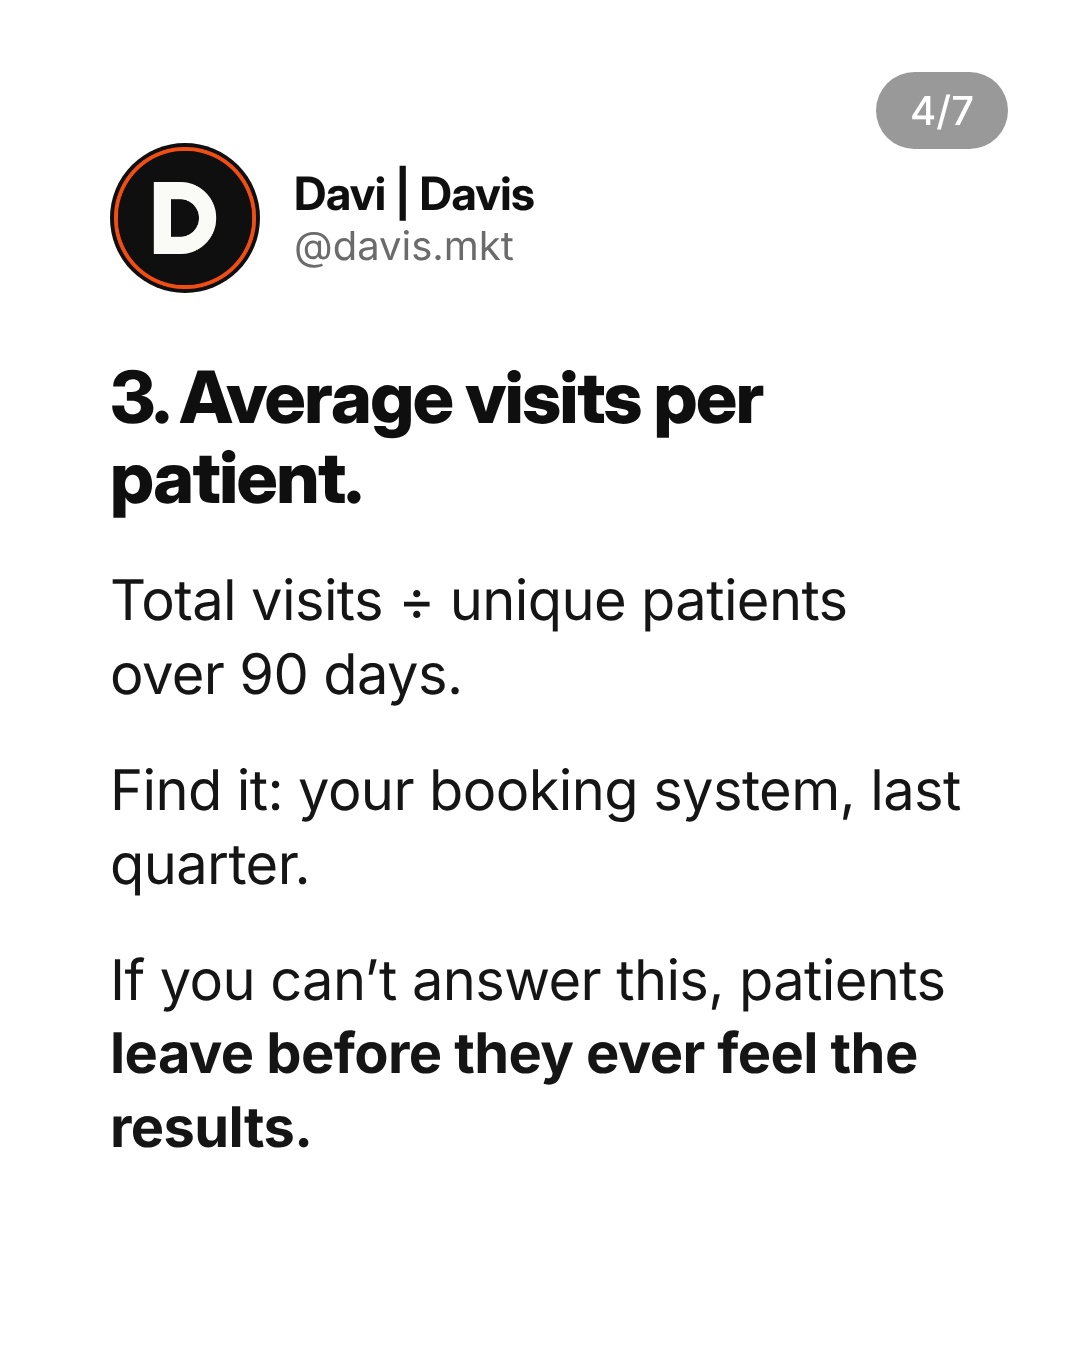 4/7
D
Davi | Davis
@davis.mkt
3. Average visits per
patient.
Total visits ÷ unique patients
over 90 days.
Find it: your booking system, last
quarter.
If you can’t answer this, patients
leave before they ever feel the
results.